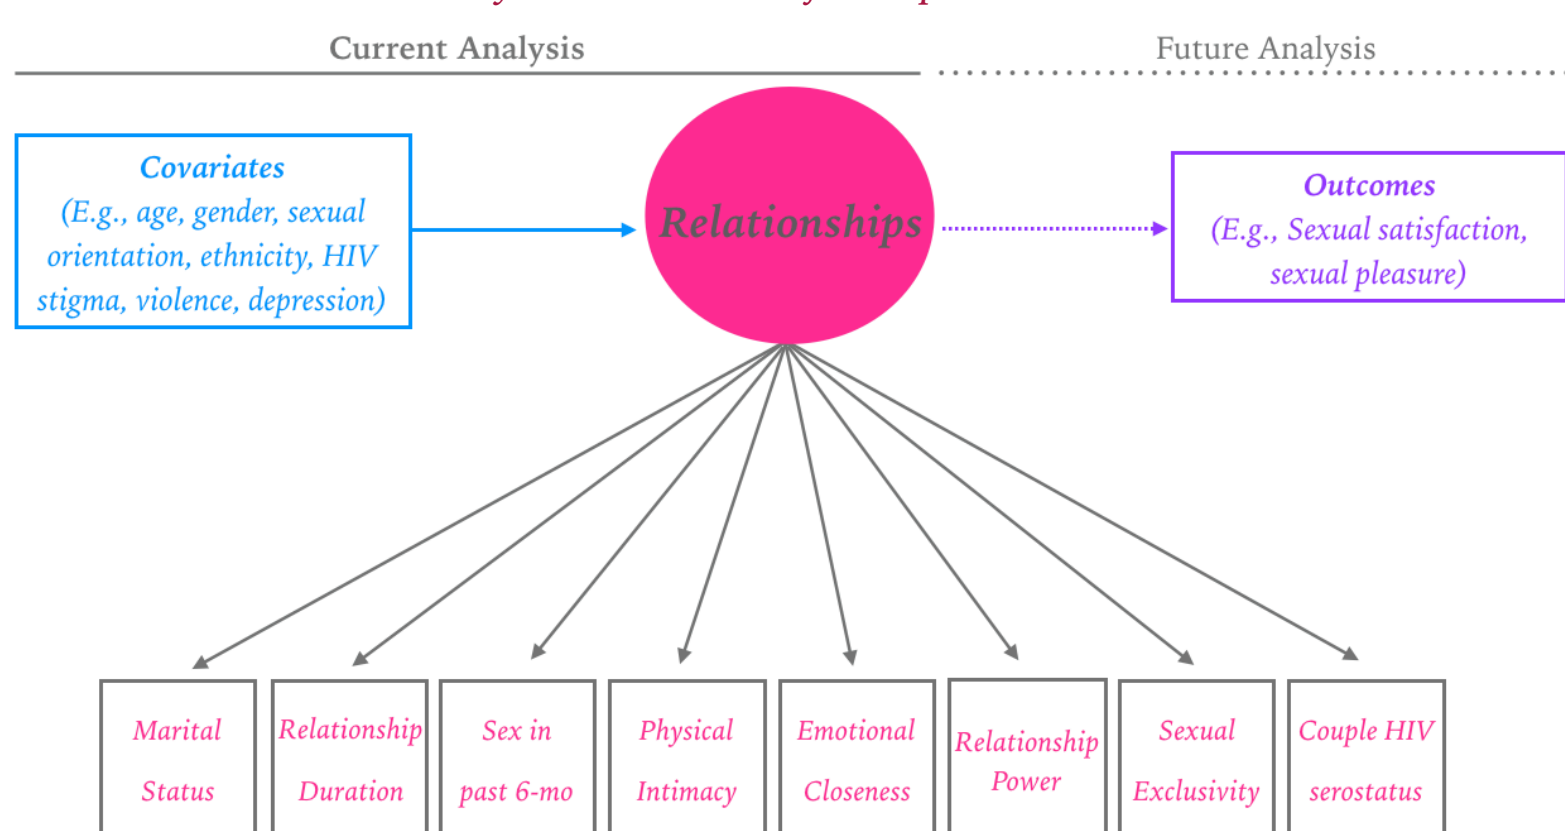 Current Analysis
Future Analysis
Covariates
(E.g., age, gender, sexual
orientation, ethnicity, HIV
stigma, violence, depression)
Relationships
Outcomes
(E.g., Sexual satisfaction,
sexual pleasure)
Marital
Status
Relationship
Duration
Sex in
past 6-mo
Physical
Intimacy
Emotional
Closeness
Relationship
Power
Sexual
Exclusivity
Couple HIV
serostatus